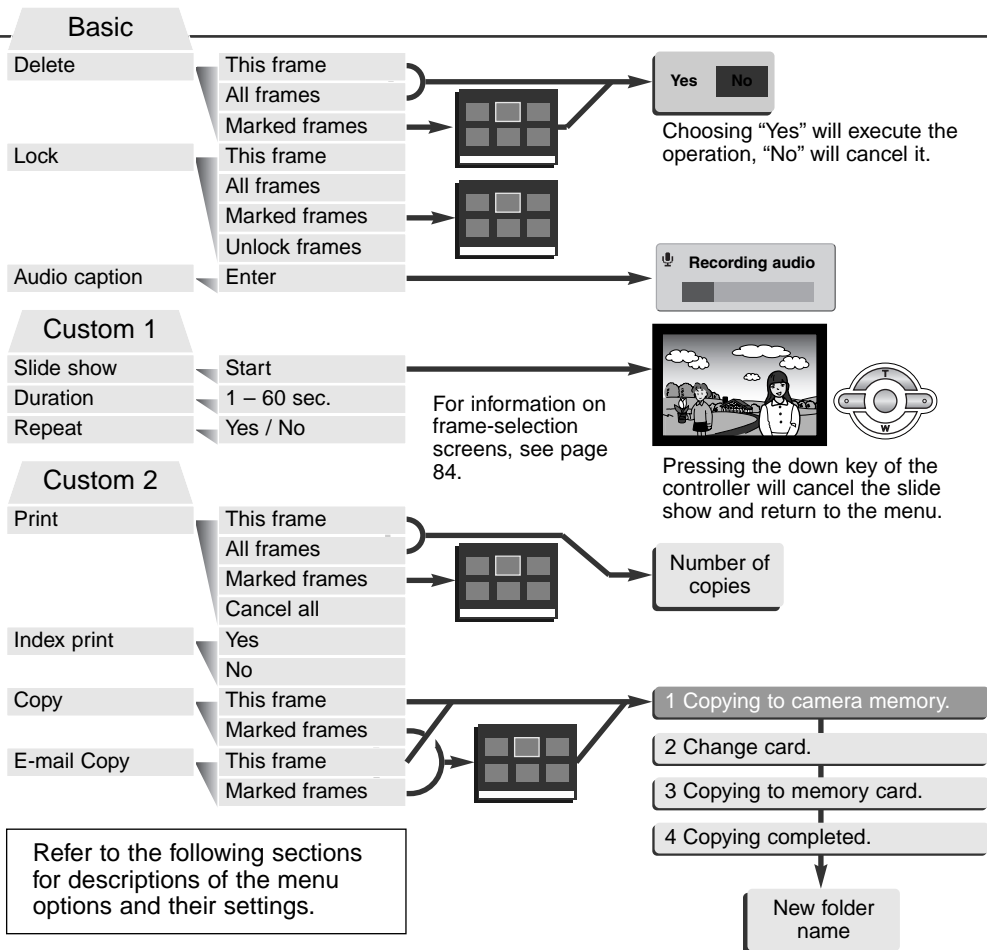 Basic
Delete
This frame
All frames
Marked frames
Yes No
Choosing “Yes” will execute the
operation, “No” will cancel it.
Lock
This frame
All frames
Marked frames
Unlock frames
Audio caption
Enter
Recording audio
Custom 1
Slide show
Start
Duration
1 – 60 sec.
Repeat
Yes / No
For information on
frame-selection
screens, see page
84.
T
W
Pressing the down key of the
controller will cancel the slide
show and return to the menu.
Custom 2
Print
This frame
All frames
Marked frames
Cancel all
Number of
copies
Index print
Yes
No
Copy
This frame
Marked frames
E-mail Copy
This frame
Marked frames
1 Copying to camera memory.
2 Change card.
3 Copying to memory card.
4 Copying completed.
New folder
name
Refer to the following sections
for descriptions of the menu
options and their settings.